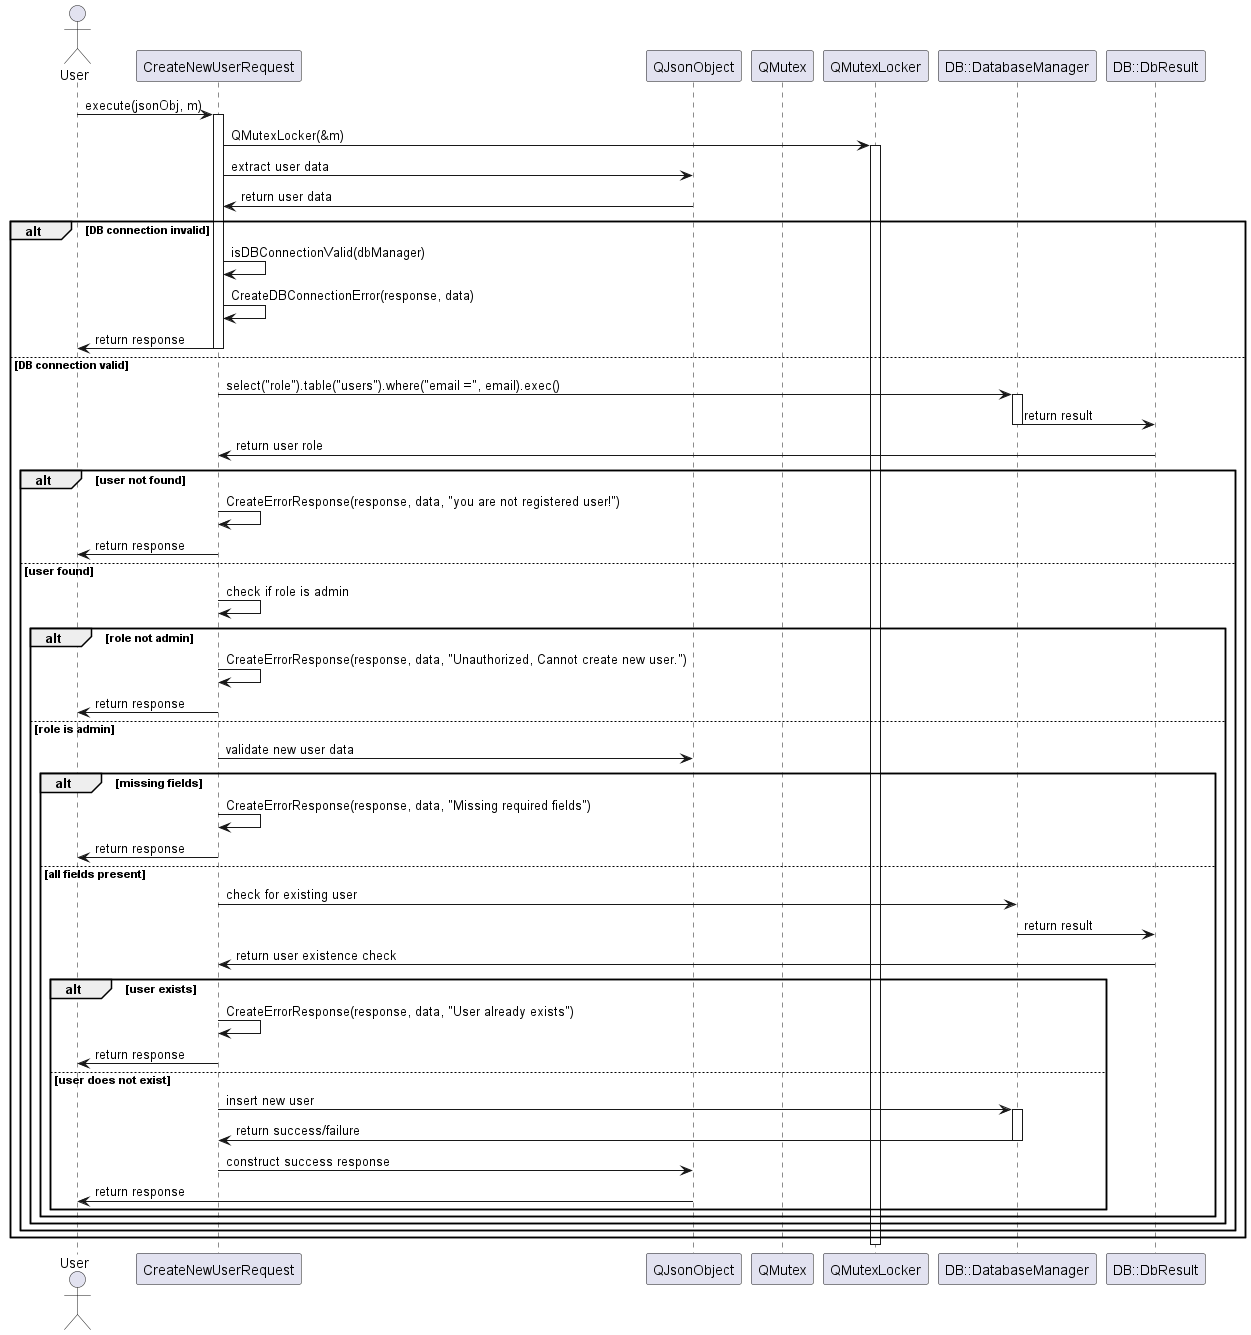 User
CreateNewUserRequest
QJsonObject
QMutex
QMutexLocker
DB::DatabaseManager
DB::DbResult
execute(jsonObj, m)
QMutexLocker(&m)
extract user data
return user data
alt
[DB connection invalid]
isDBConnectionValid(dbManager)
CreateDBConnectionError(response, data)
return response
[DB connection valid]
select("role").table("users").where("email =", email).exec()
return result
return user role
alt
[user not found]
CreateErrorResponse(response, data, "you are not registered user!")
return response
[user found]
check if role is admin
alt
[role not admin]
CreateErrorResponse(response, data, "Unauthorized, Cannot create new user.")
return response
[role is admin]
validate new user data
alt
[missing fields]
CreateErrorResponse(response, data, "Missing required fields")
return response
[all fields present]
check for existing user
return result
return user existence check
alt
[user exists]
CreateErrorResponse(response, data, "User already exists")
return response
[user does not exist]
insert new user
return success/failure
construct success response
return response
User
CreateNewUserRequest
QJsonObject
QMutex
QMutexLocker
DB::DatabaseManager
DB::DbResult